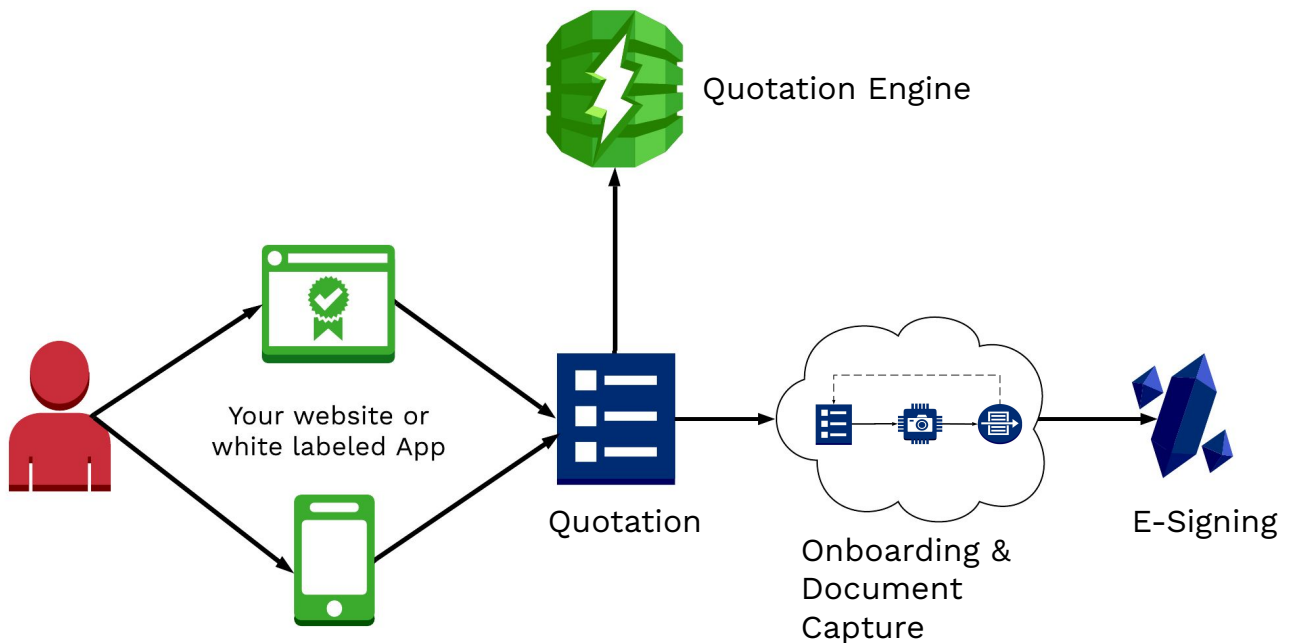 Quotation Engine
Your website or
white labeled App
Quotation
Onboarding &
Document
Capture
E-Signing